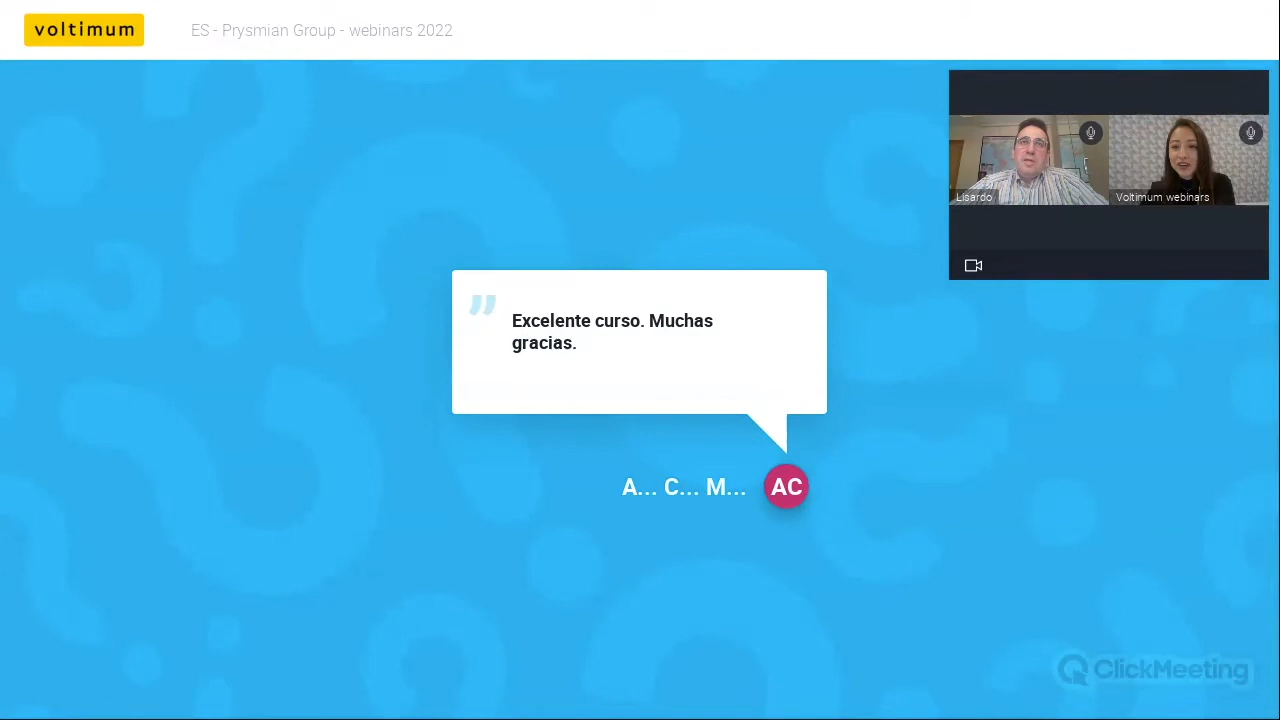 voltimum
ES - Prysmian Group - webinars 2022
Lisardo
Voltimum webinars
Excelente curso. Muchas
gracias.
A... C... M...
AC
ClickMeeting